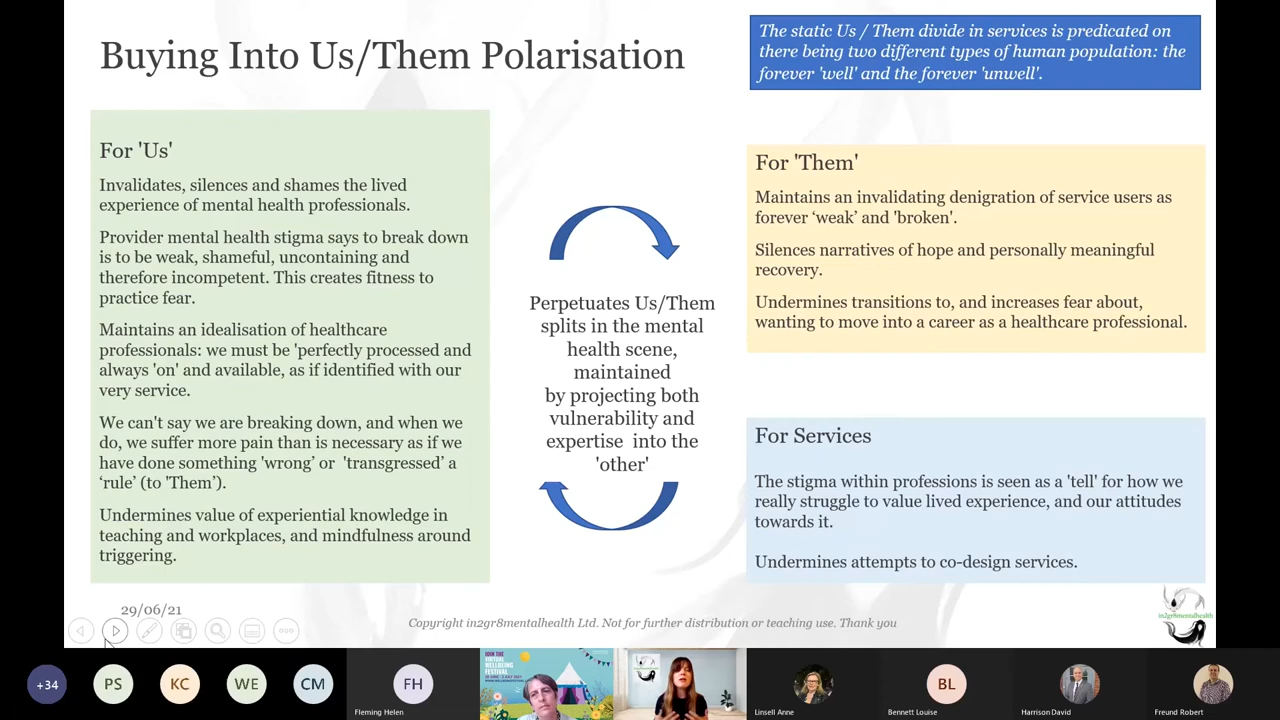 Buying Into Us/Them Polarisation
The static Us / Them divide in services is predicated on
there being two different types of human population: the
forever 'well' and the forever 'unwell'.
For 'Us'
Invalidates, silences and shames the lived
experience of mental health professionals.
Provider mental health stigma says to break down
is to be weak, shameful, uncontaining and
therefore incompetent. This creates fitness to
practice fear.
Maintains an idealisation of healthcare
professionals: we must be 'perfectly processed and
always 'on' and available, as if identified with our
very service.
We can't say we are breaking down, and when we
do, we suffer more pain than is necessary as if we
have done something 'wrong’ or 'transgressed’ a
‘rule’ (to 'Them’).
Undermines value of experiential knowledge in
teaching and workplaces, and mindfulness around
triggering.
Perpetuates Us/Them
splits in the mental
health scene,
maintained
by projecting both
vulnerability and
expertise into the
'other'
For 'Them'
Maintains an invalidating denigration of service users as
forever ‘weak’ and 'broken'.
Silences narratives of hope and personally meaningful
recovery.
Undermines transitions to, and increases fear about,
wanting to move into a career as a healthcare professional.
For Services
The stigma within professions is seen as a 'tell' for how we
really struggle to value lived experience, and our attitudes
towards it.
Undermines attempts to co-design services.
29/06/21
Copyright in2gr8mentalhealth Ltd. Not for further distribution or teaching use. Thank you
in2gr8mentalhealth
+34
PS
KC
WE
CM
FH
Fleming Helen
JOIN THE
VIRTUAL
WELLBEING
FESTIVAL
Linsell Anne
BL
Bennett Louise
Harrison David
Freund Robert